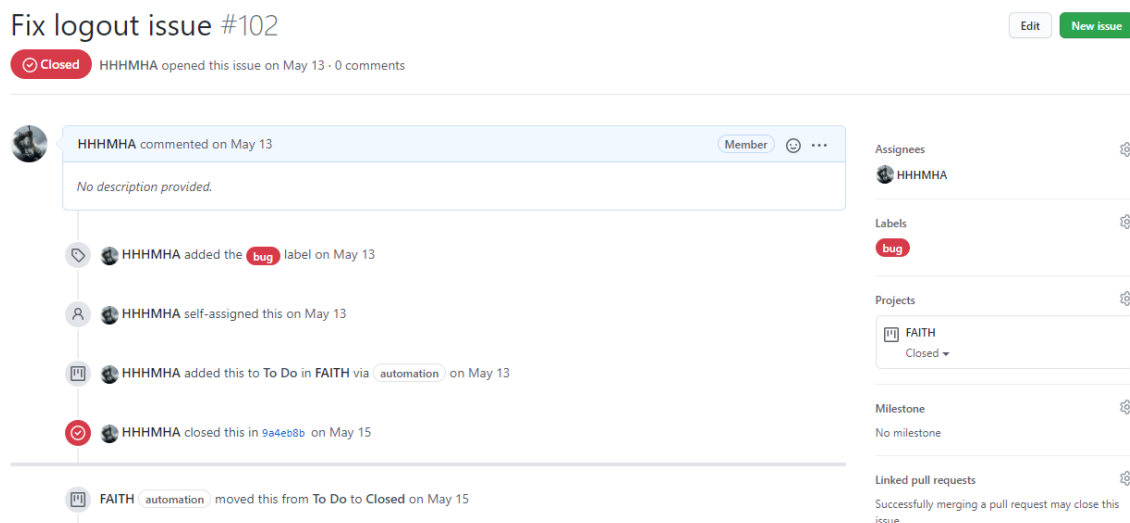 Fix logout issue #102
Edit
New issue
Closed
HHHMHA opened this issue on May 13 · 0 comments
HHHMHA commented on May 13
Member
No description provided.
HHHMHA added the bug label on May 13
HHHMHA self-assigned this on May 13
HHHMHA added this to To Do in FAITH via automation on May 13
HHHMHA closed this in 9a4eb8b on May 15
FAITH automation moved this from To Do to Closed on May 15
Assignees
HHHMHA
Labels
bug
Projects
FAITH
Closed
Milestone
No milestone
Linked pull requests
Successfully merging a pull request may close this
issue